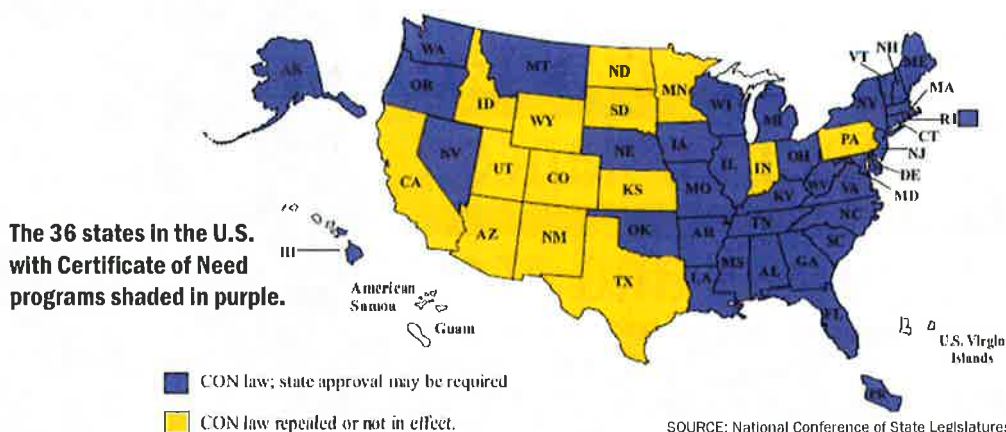 AK
WA
OR
ID
MT
ND
MN
SD
WY
NV
CA
UT
CO
NE
KS
AZ
NM
TX
OK
IA
MO
AR
LA
WI
IL
MI
IN
OH
KY
TN
MS
AL
GA
FL
SC
NC
VA
WV
PA
NY
VT
NH
ME
MA
RI
CT
NJ
DE
MD
The 36 states in the U.S.
with Certificate of Need
programs shaded in purple.
HI
American
Samoa
Guam
U.S. Virgin
Islands
PR
CON law; state approval may be required
CON law repealed or not in effect.
SOURCE: National Conference of State Legislatures